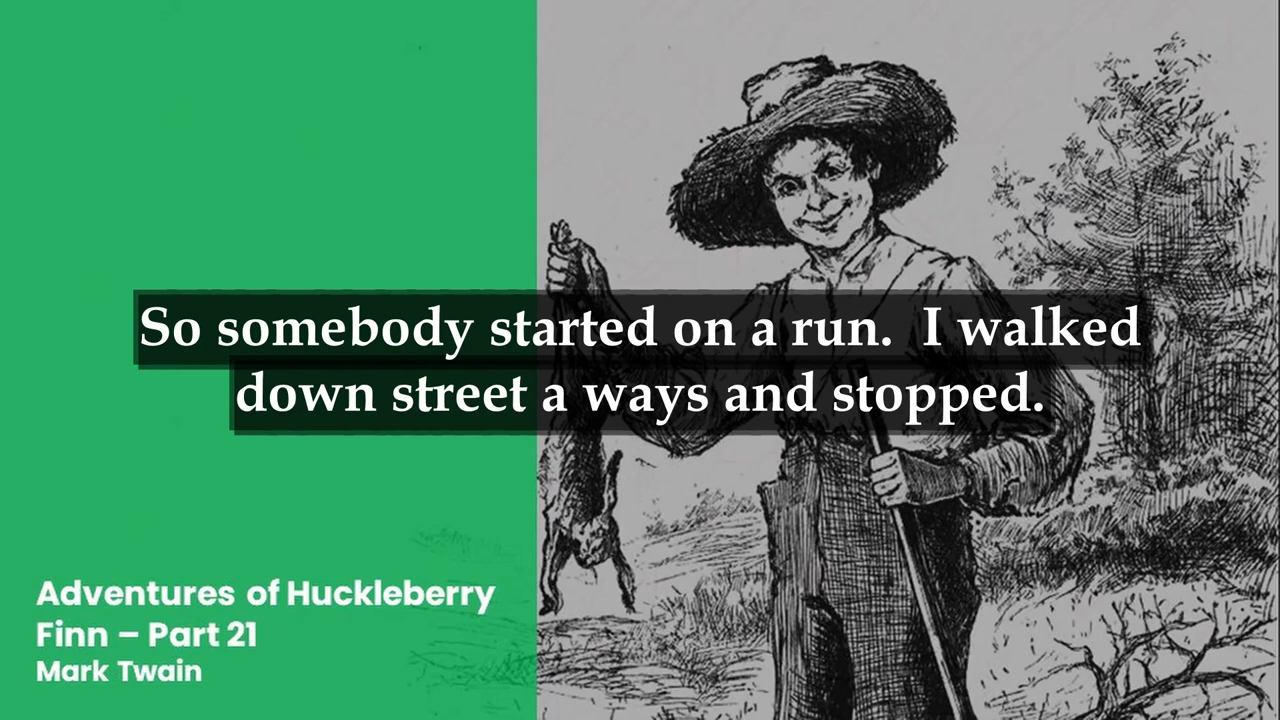 So somebody started on a run.  I walked
down street a ways and stopped.
Adventures of Huckleberry
Finn – Part 21
Mark Twain